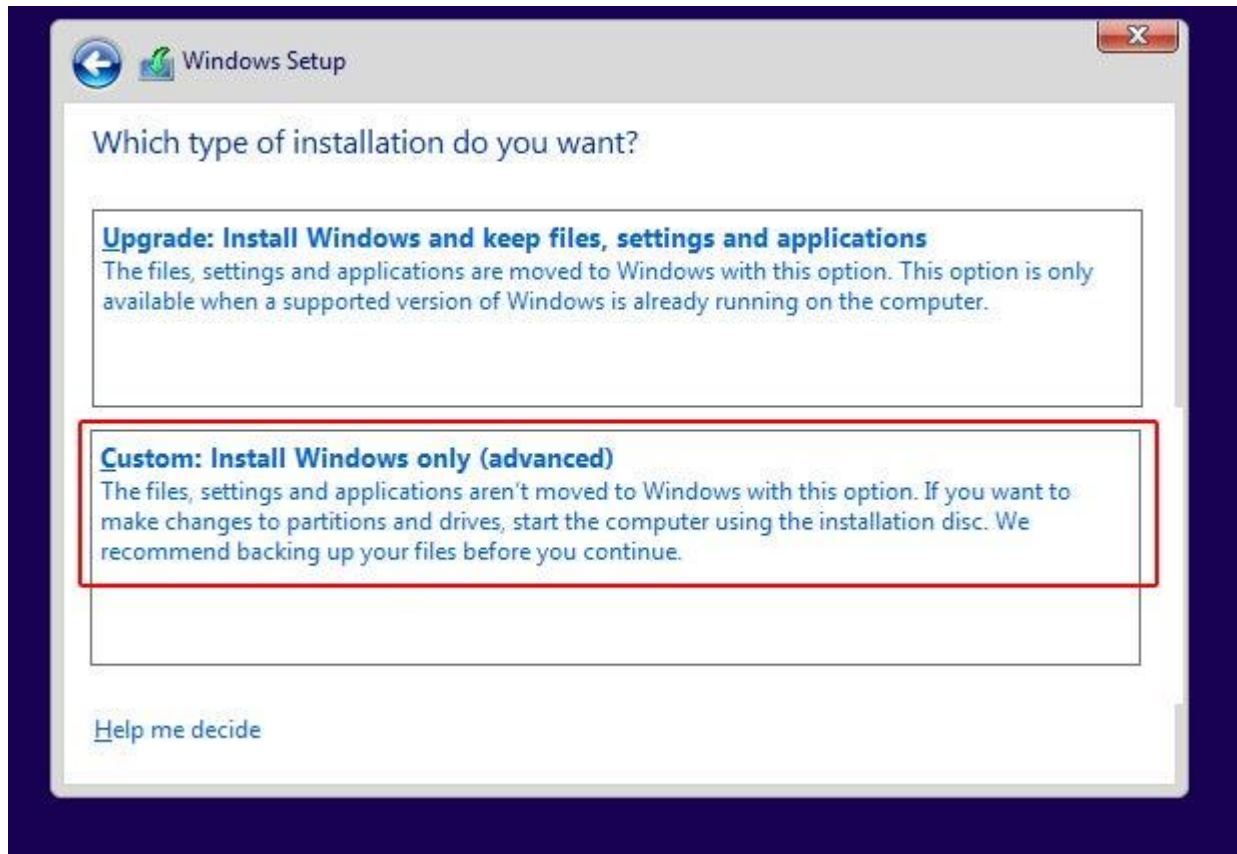 Windows Setup
Which type of installation do you want?
Upgrade: Install Windows and keep files, settings and applications
The files, settings and applications are moved to Windows with this option. This option is only
available when a supported version of Windows is already running on the computer.
Custom: Install Windows only (advanced)
The files, settings and applications aren't moved to Windows with this option. If you want to
make changes to partitions and drives, start the computer using the installation disc. We
recommend backing up your files before you continue.
Help me decide